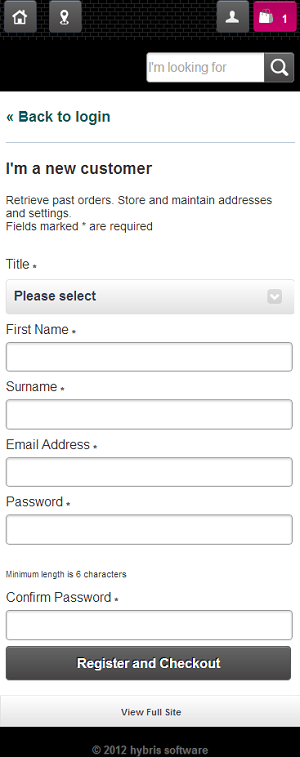 1
I'm looking for
« Back to login
I'm a new customer
Retrieve past orders. Store and maintain addresses
and settings.
Fields marked * are required
Title *
Please select
First Name *
Surname *
Email Address *
Password *
Minimum length is 6 characters
Confirm Password *
Register and Checkout
View Full Site
© 2012 hybris software